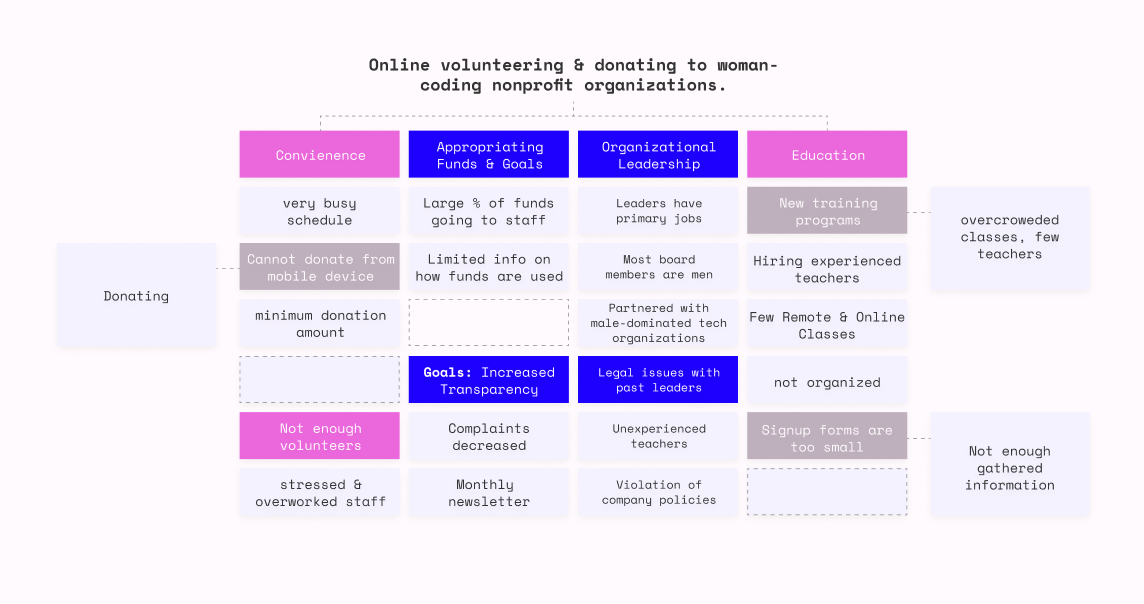 Online volunteering & donating to woman-
coding nonprofit organizations.
Convienence
very busy
schedule
Cannot donate from
mobile device
Donating
minimum donation
amount
Not enough
volunteers
stressed &
overworked staff
Appropriating
Funds & Goals
Large % of funds
going to staff
Limited info on
how funds are used
Goals: Increased
Transparency
Complaints
decreased
Monthly
newsletter
Organizational
Leadership
Leaders have
primary jobs
Most board
members are men
Partnered with
male-dominated tech
organizations
Legal issues with
past leaders
Unexperienced
teachers
Violation of
company policies
Education
New training
programs
overcroweded
classes, few
teachers
Hiring experienced
teachers
Few Remote & Online
Classes
not organized
Signup forms are
too small
Not enough
gathered
information